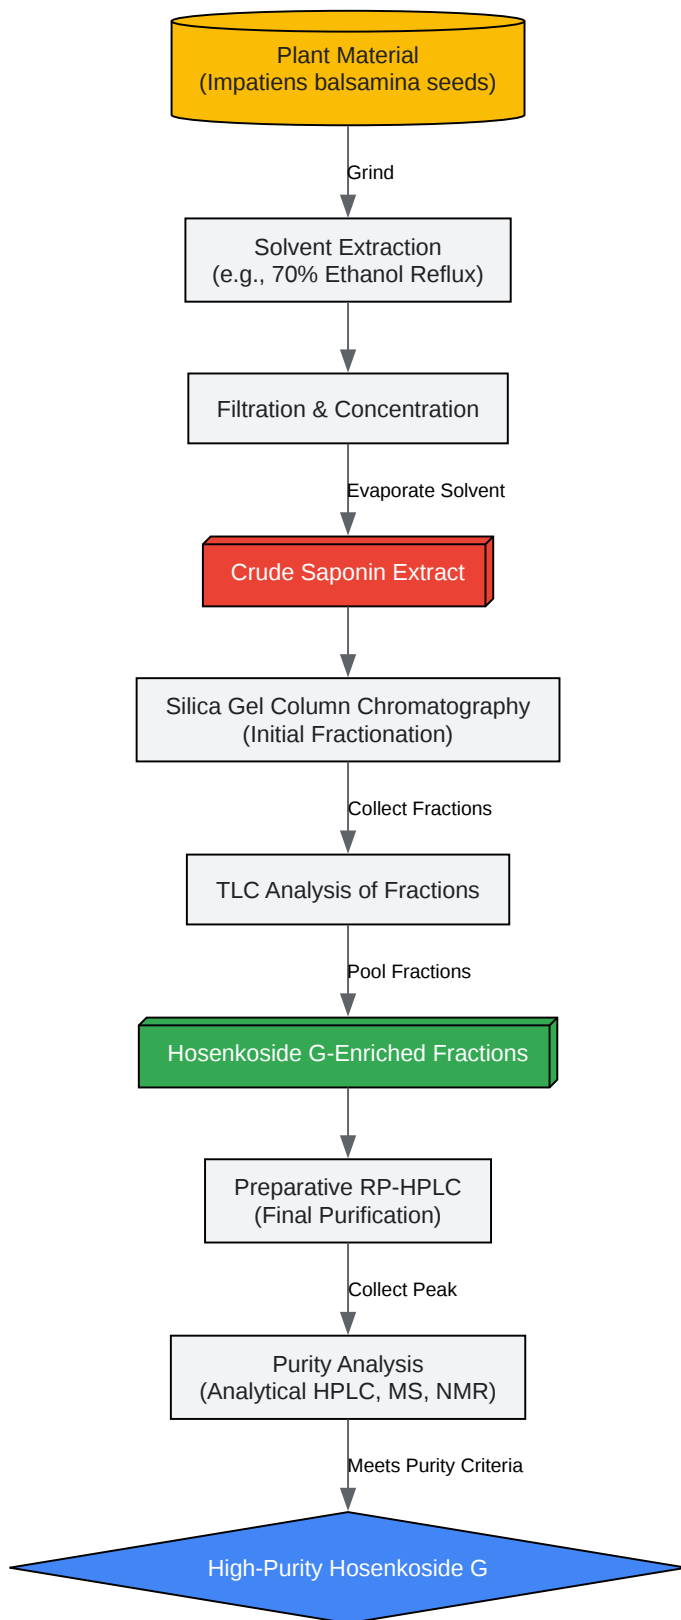 Plant Material
(Impatiens balsamina seeds)
Grind
Solvent Extraction
(e.g., 70% Ethanol Reflux)
Filtration & Concentration
Evaporate Solvent
Crude Saponin Extract
Silica Gel Column Chromatography
(Initial Fractionation)
Collect Fractions
TLC Analysis of Fractions
Pool Fractions
Hosenkoside G-Enriched Fractions
Preparative RP-HPLC
(Final Purification)
Collect Peak
Purity Analysis
(Analytical HPLC, MS, NMR)
Meets Purity Criteria
High-Purity Hosenkoside G